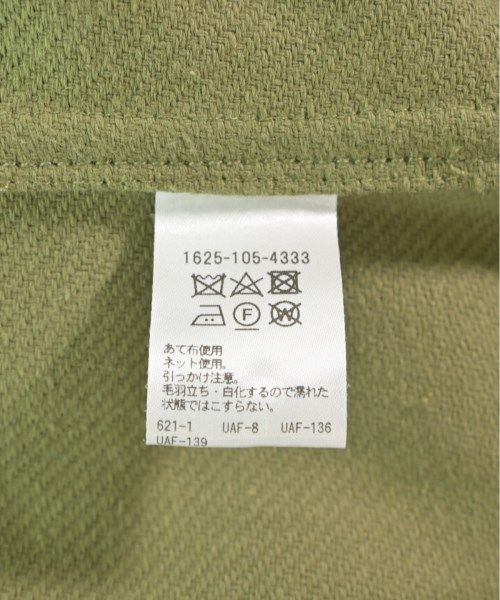 1625-105-4333
F W
あて布使用
ネット使用。
引っかけ注意。
毛羽立ち・白化するので濡れた
状態ではこすらない。
621-1 UAF-8 UAF-136
UAF-139